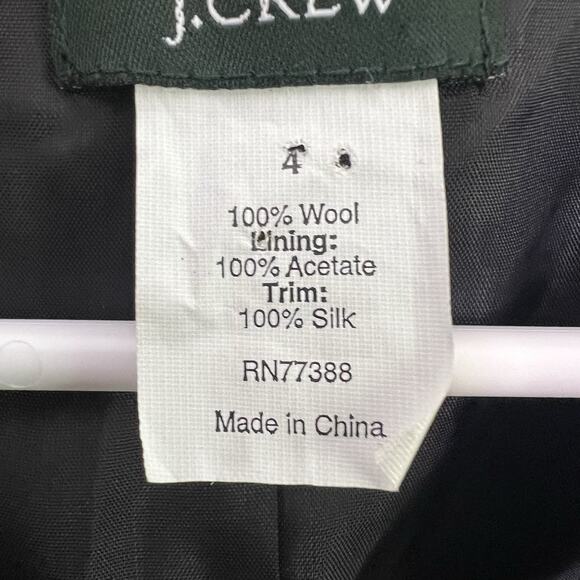 J.CREW
4
100% Wool
Lining:
100% Acetate
Trim:
100% Silk
RN77388
Made in China